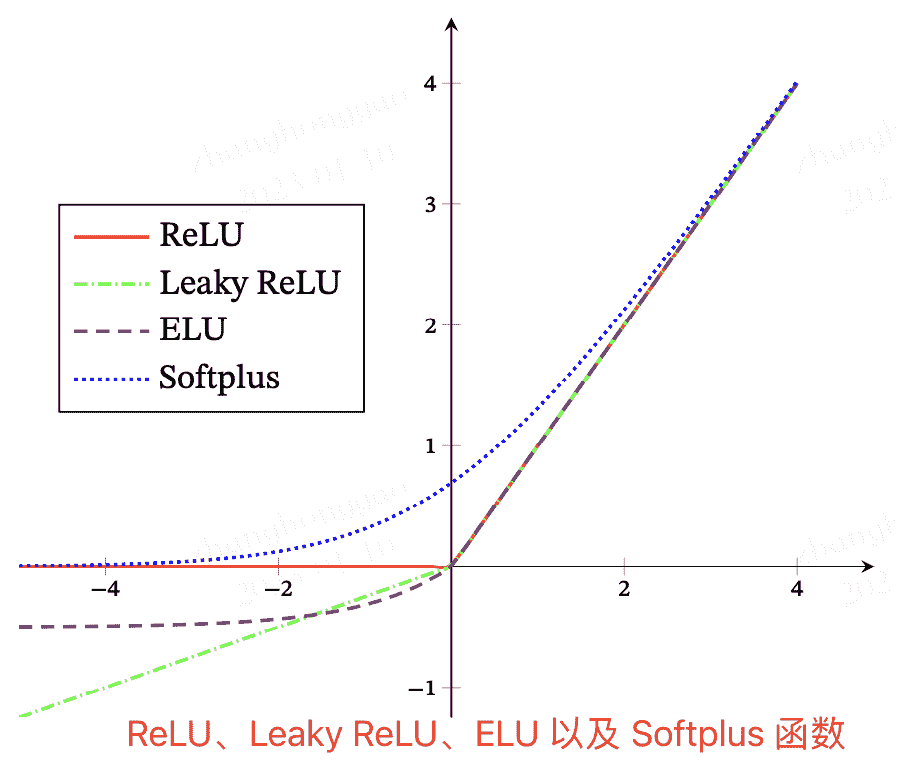 4
3
ReLU
Leaky ReLU
ELU
2
Softplus
1
−4
−2
2
4
−1
ReLU、Leaky ReLU、ELU 以及 Softplus 函数